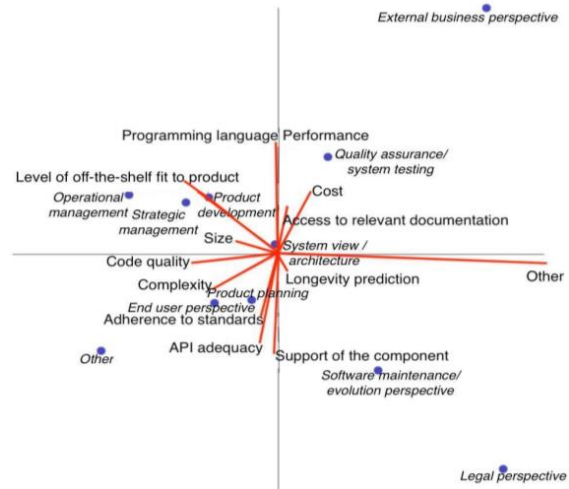 External business perspective
Programming language Performance
Quality assurance/
system testing
Level of off-the-shelf fit to product
Cost
Operational
management
Strategic
management
Product
development
Access to relevant documentation
Size
System view /
architecture
Code quality
Longevity prediction
Other
Complexity
Product planning
End user perspective
Adherence to standards
API adequacy
Support of the component
Other
Software maintenance/
evolution perspective
Legal perspective